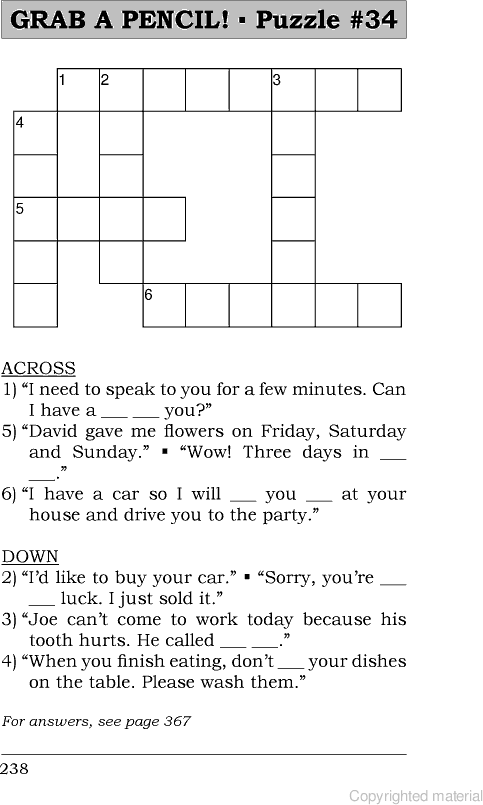 GRAB A PENCIL! ▪ Puzzle #34
1 2 3
4
5
6
ACROSS
1) “I need to speak to you for a few minutes. Can
I have a ___ ___ you?”
5) “David gave me flowers on Friday, Saturday
and Sunday.” ▪ “Wow! Three days in ___
___.”
6) “I have a car so I will ___ you ___ at your
house and drive you to the party.”
DOWN
2) “I’d like to buy your car.” ▪ “Sorry, you’re ___
___ luck. I just sold it.”
3) “Joe can’t come to work today because his
tooth hurts. He called ___ ___.”
4) “When you finish eating, don’t ___ your dishes
on the table. Please wash them.”
For answers, see page 367
238
Copyrighted material